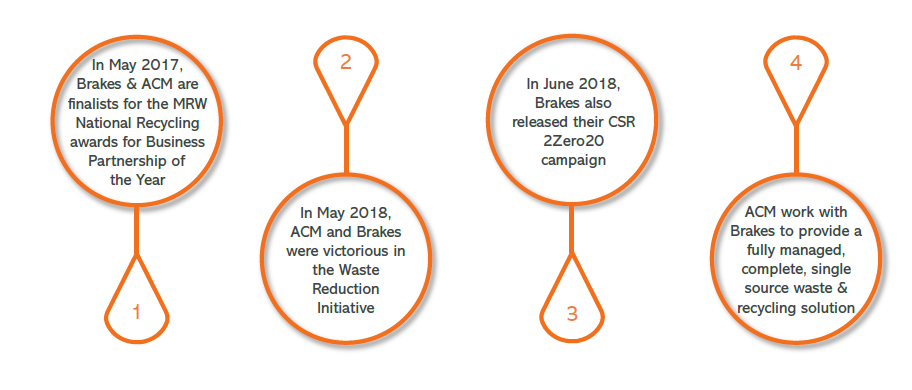 In May 2017,
Brakes & ACM are
finalists for the MRW
National Recycling
awards for Business
Partnership of
the Year
1
2
In May 2018,
ACM and Brakes
were victorious in
the Waste
Reduction
Initiative
In June 2018,
Brakes also
released their CSR
2Zero20
campaign
3
4
ACM work with
Brakes to provide a
fully managed,
complete, single
source waste &
recycling solution